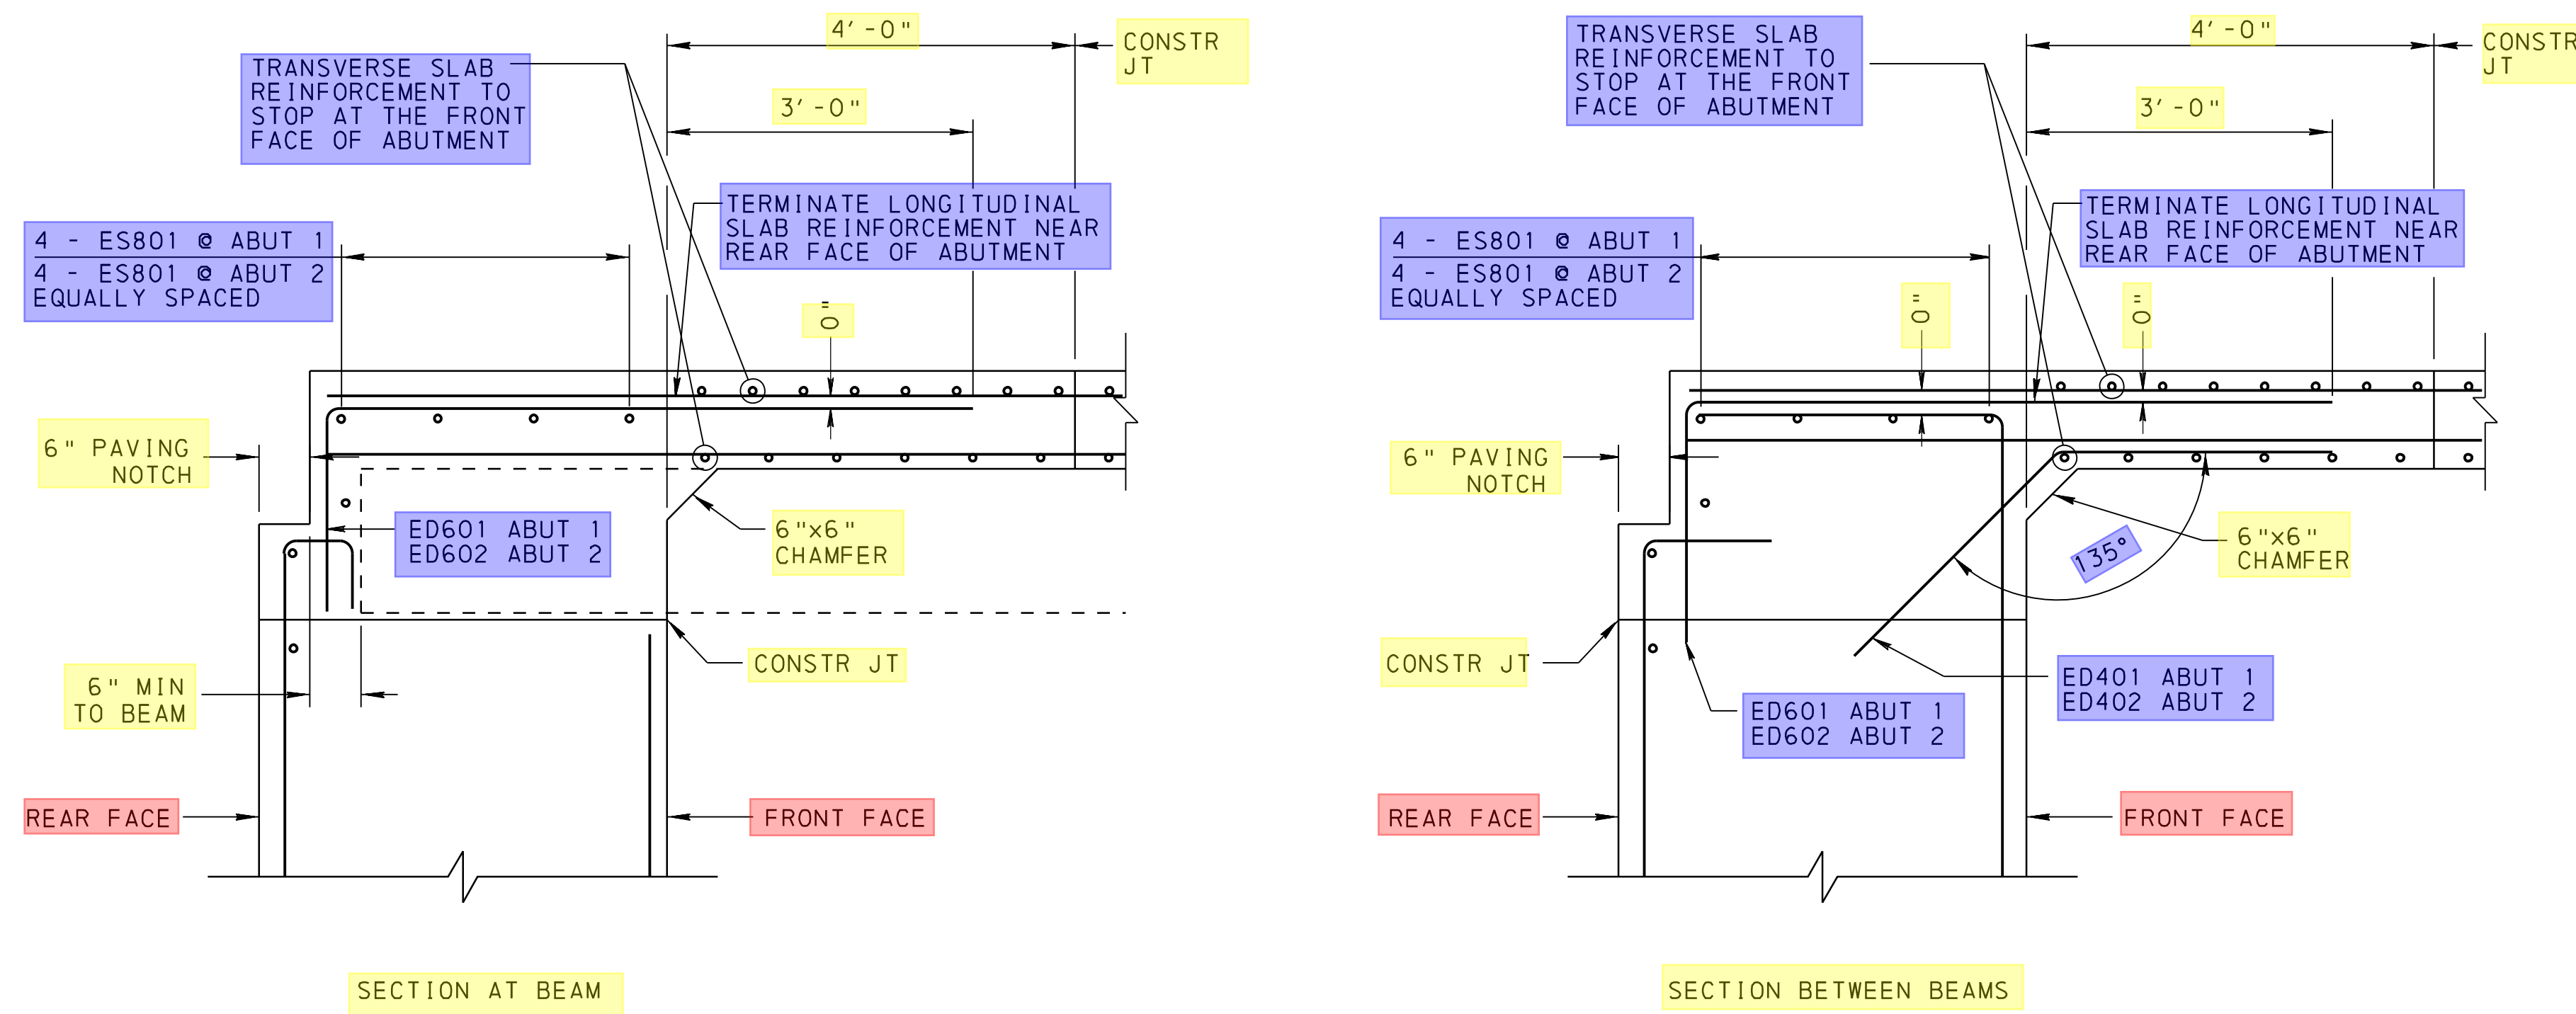 4'-0"
CONSTR
JT
TRANSVERSE SLAB
REINFORCEMENT TO
STOP AT THE FRONT
FACE OF ABUTMENT
3'-0"
TERMINATE LONGITUDINAL
SLAB REINFORCEMENT NEAR
REAR FACE OF ABUTMENT
4 - ES801 @ ABUT 1
4 - ES801 @ ABUT 2
EQUALLY SPACED
0"
6" PAVING
NOTCH
ED601 ABUT 1
ED602 ABUT 2
6"x6"
CHAMFER
CONSTR JT
6" MIN
TO BEAM
REAR FACE
FRONT FACE
SECTION AT BEAM
TRANSVERSE SLAB
REINFORCEMENT TO
STOP AT THE FRONT
FACE OF ABUTMENT
4'-0"
CONSTR
JT
3'-0"
TERMINATE LONGITUDINAL
SLAB REINFORCEMENT NEAR
REAR FACE OF ABUTMENT
4 - ES801 @ ABUT 1
4 - ES801 @ ABUT 2
EQUALLY SPACED
0"
0"
6" PAVING
NOTCH
6"x6"
CHAMFER
135°
CONSTR JT
ED401 ABUT 1
ED402 ABUT 2
ED601 ABUT 1
ED602 ABUT 2
REAR FACE
FRONT FACE
SECTION BETWEEN BEAMS